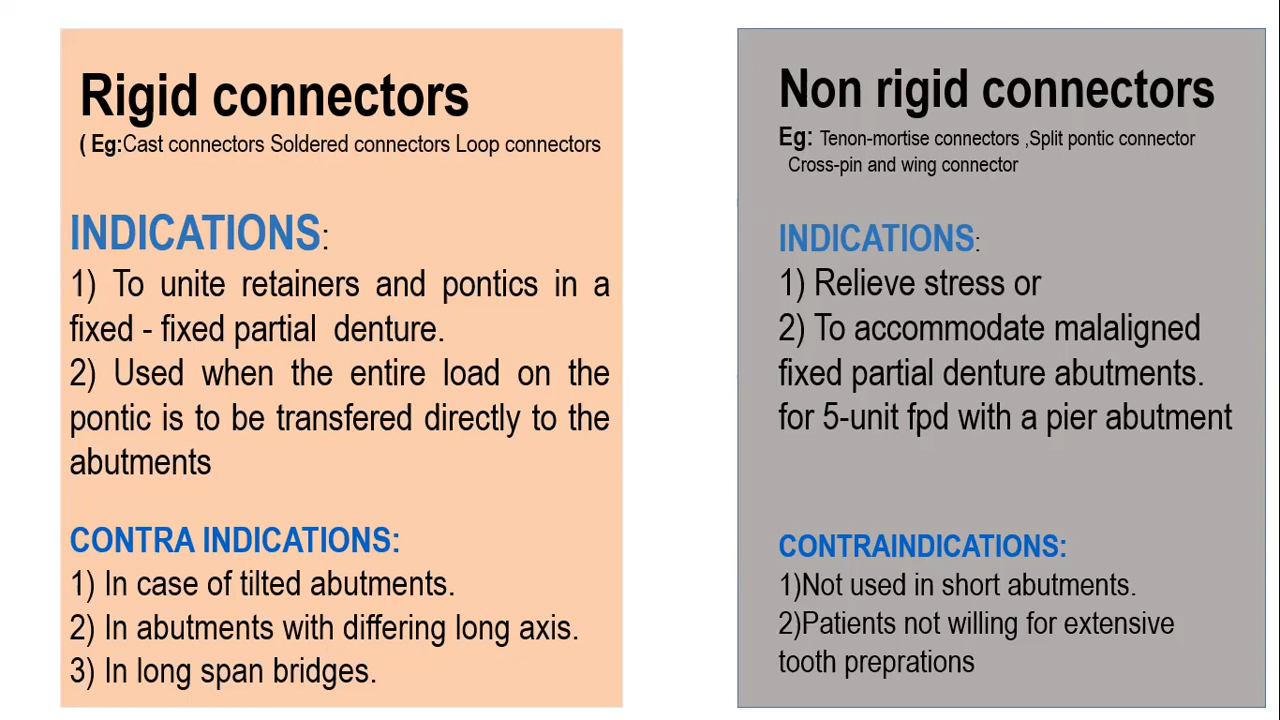 Rigid connectors
( Eg:Cast connectors Soldered connectors Loop connectors
INDICATIONS:
1) To unite retainers and pontics in a
fixed - fixed partial denture.
2) Used when the entire load on the
pontic is to be transfered directly to the
abutments
CONTRA INDICATIONS:
1) In case of tilted abutments.
2) In abutments with differing long axis.
3) In long span bridges.
Non rigid connectors
Eg: Tenon-mortise connectors ,Split pontic connector
Cross-pin and wing connector
INDICATIONS:
1) Relieve stress or
2) To accommodate malaligned
fixed partial denture abutments.
for 5-unit fpd with a pier abutment
CONTRAINDICATIONS:
1)Not used in short abutments.
2)Patients not willing for extensive
tooth preprations